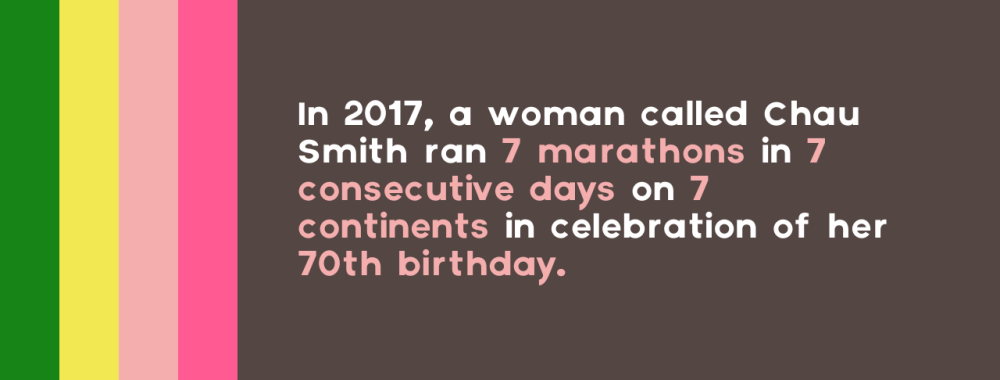 In 2017, a woman called Chau
Smith ran 7 marathons in 7
consecutive days on 7
continents in celebration of her
70th birthday.